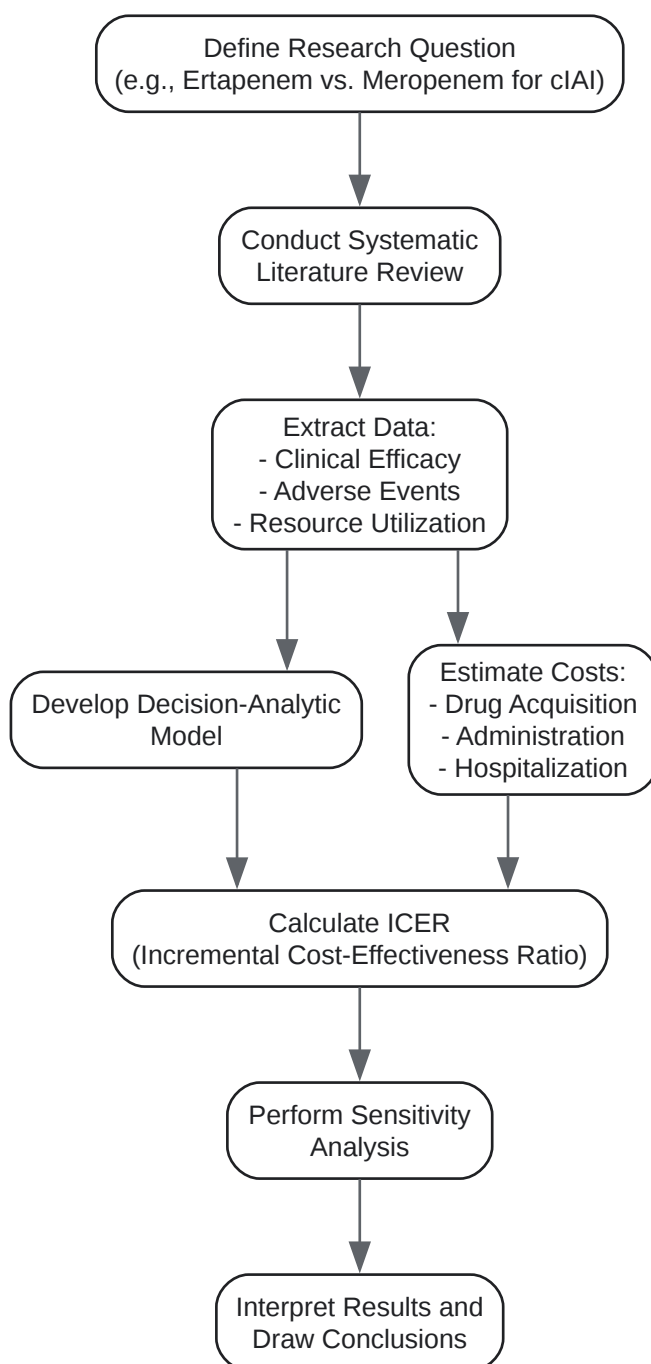 Define Research Question
(e.g., Ertapenem vs. Meropenem for cIAI)
Conduct Systematic
Literature Review
Extract Data:
- Clinical Efficacy
- Adverse Events
- Resource Utilization
Develop Decision-Analytic
Model
Estimate Costs:
- Drug Acquisition
- Administration
- Hospitalization
Calculate ICER
(Incremental Cost-Effectiveness Ratio)
Perform Sensitivity
Analysis
Interpret Results and
Draw Conclusions